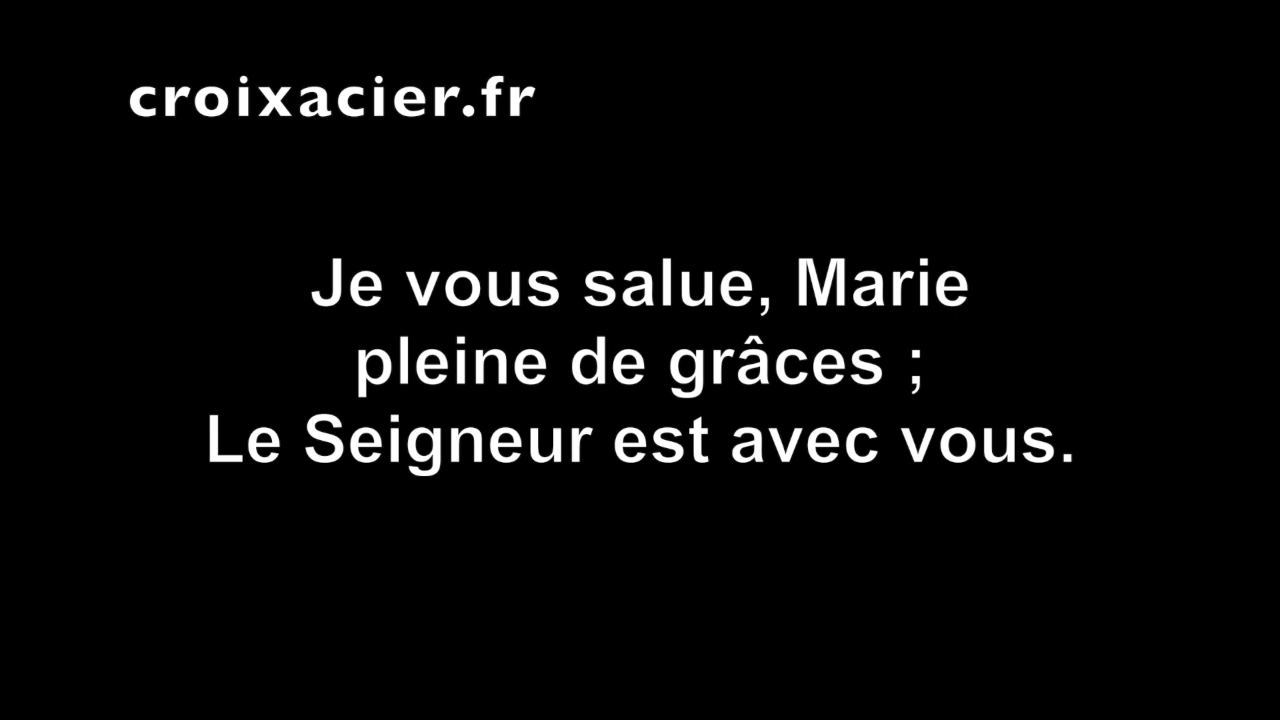 croixacier.fr
Je vous salue, Marie
pleine de grâces ;
Le Seigneur est avec vous.